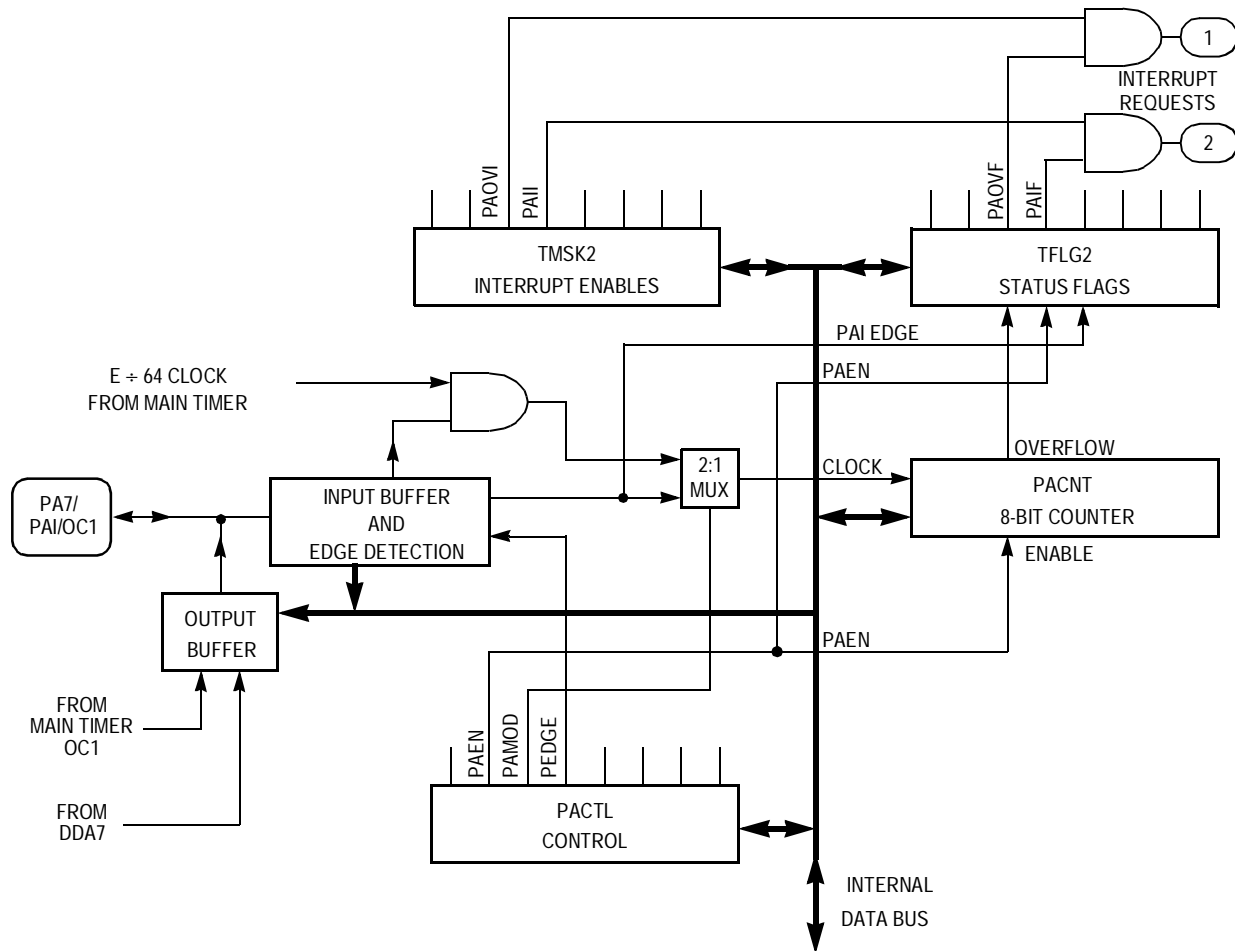 1
INTERRUPT
REQUESTS
2
PAOVI
PAII
PAOVF
PAIF
TMSK2
INTERRUPT ENABLES
TFLG2
STATUS FLAGS
PAI EDGE
PAEN
E ÷ 64 CLOCK
FROM MAIN TIMER
OVERFLOW
2:1
MUX
CLOCK
PACNT
8-BIT COUNTER
ENABLE
PA7/
PAI/OC1
INPUT BUFFER
AND
EDGE DETECTION
OUTPUT
BUFFER
PAEN
FROM
MAIN TIMER
OC1
PAEN
PAMOD
PEDGE
FROM
DDA7
PACTL
CONTROL
INTERNAL
DATA BUS